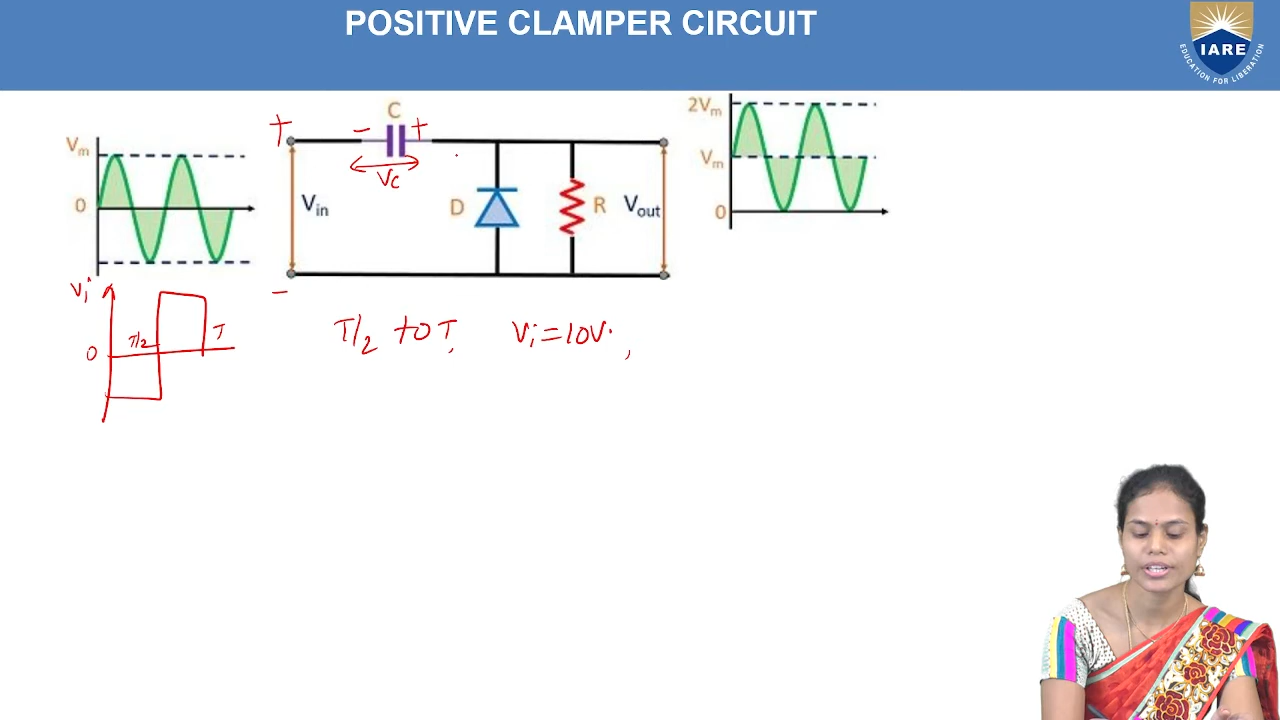 POSITIVE CLAMPER CIRCUIT
IARE
EDUCATION FOR LIBERATION
Vm
0
+
- C +
Vc
Vin
D
R
Vout
-
2Vm
Vm
0
Vi
0
T/2
T
T/2 to T, Vi=10V,